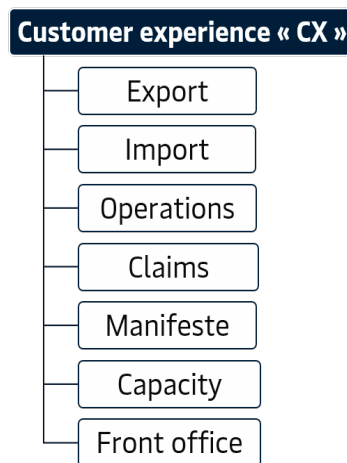 Customer experience « CX »
Export
Import
Operations
Claims
Manifeste
Capacity
Front office